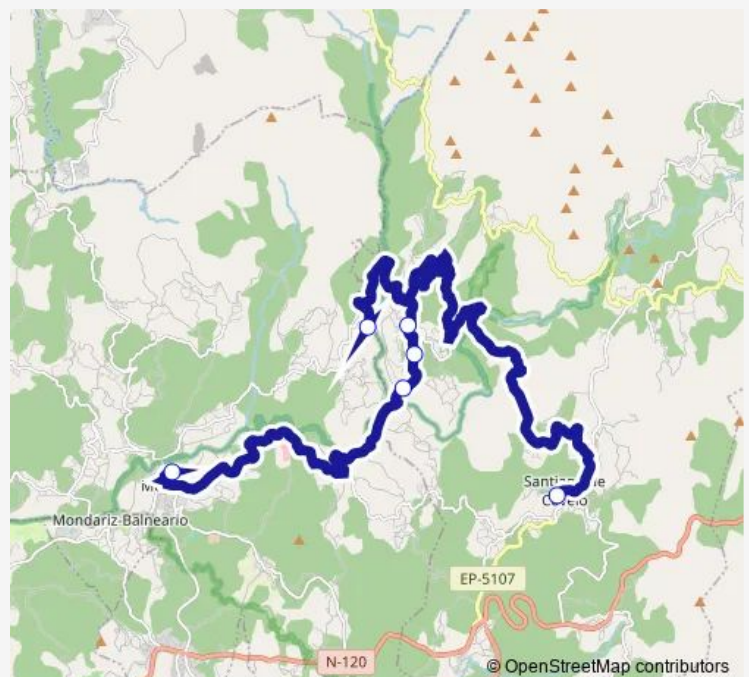 Mondariz-Balneario
Santiago de
Covelo
EP-5107
N-120
© OpenStreetMap contributors